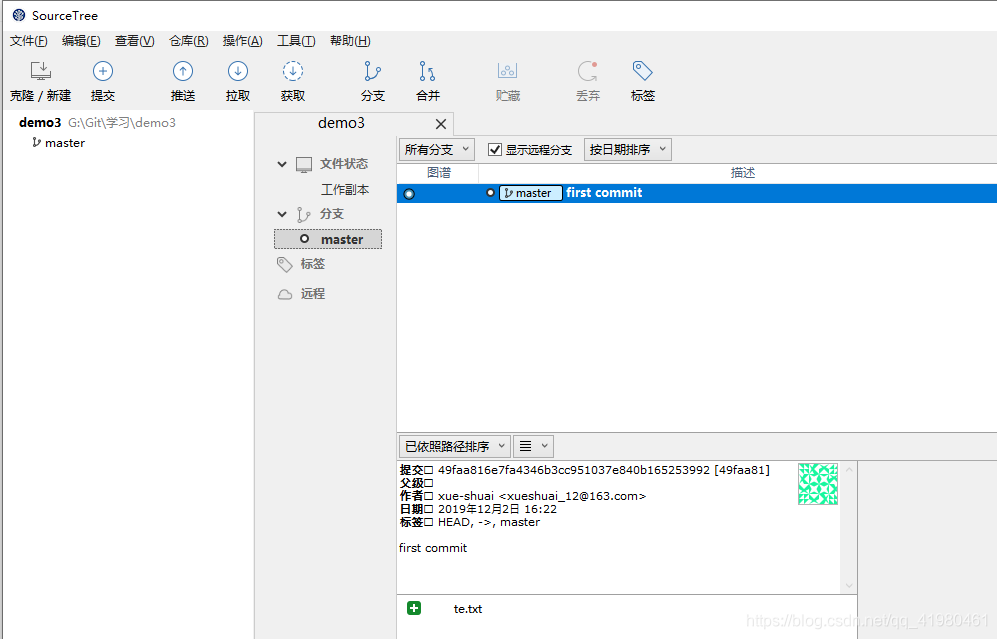 SourceTree
文件(F) 编辑(E) 查看(V) 仓库(R) 操作(A) 工具(T) 帮助(H)
克隆 / 新建 提交 推送 拉取 获取 分支 合并 贮藏 丢弃 标签
demo3 G:\Git\学习\demo3
master
demo3
文件状态
工作副本
分支
master
标签
远程
所有分支 显示远程分支 按日期排序
图谱 描述
master first commit
已依照路径排序
提交□ 49faa816e7fa4346b3cc951037e840b165253992 [49faa81]
父级□
作者□ xue-shuai <xueshuai_12@163.com>
日期□ 2019年12月2日 16:22
标签□ HEAD, ->, master
first commit
te.txt
https://blog.csdn.net/qq_41980461